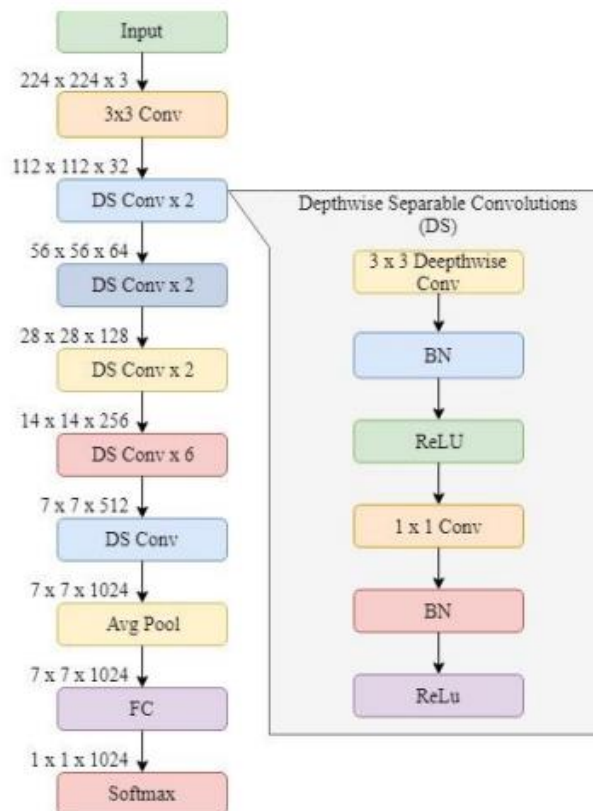 Input
224 x 224 x 3
3x3 Conv
112 x 112 x 32
DS Conv x 2
56 x 56 x 64
DS Conv x 2
28 x 28 x 128
DS Conv x 2
14 x 14 x 256
DS Conv x 6
7 x 7 x 512
DS Conv
7 x 7 x 1024
Avg Pool
7 x 7 x 1024
FC
1 x 1 x 1024
Softmax
Depthwise Separable Convolutions
(DS)
3 x 3 Deepthwise
Conv
BN
ReLU
1 x 1 Conv
BN
ReLu